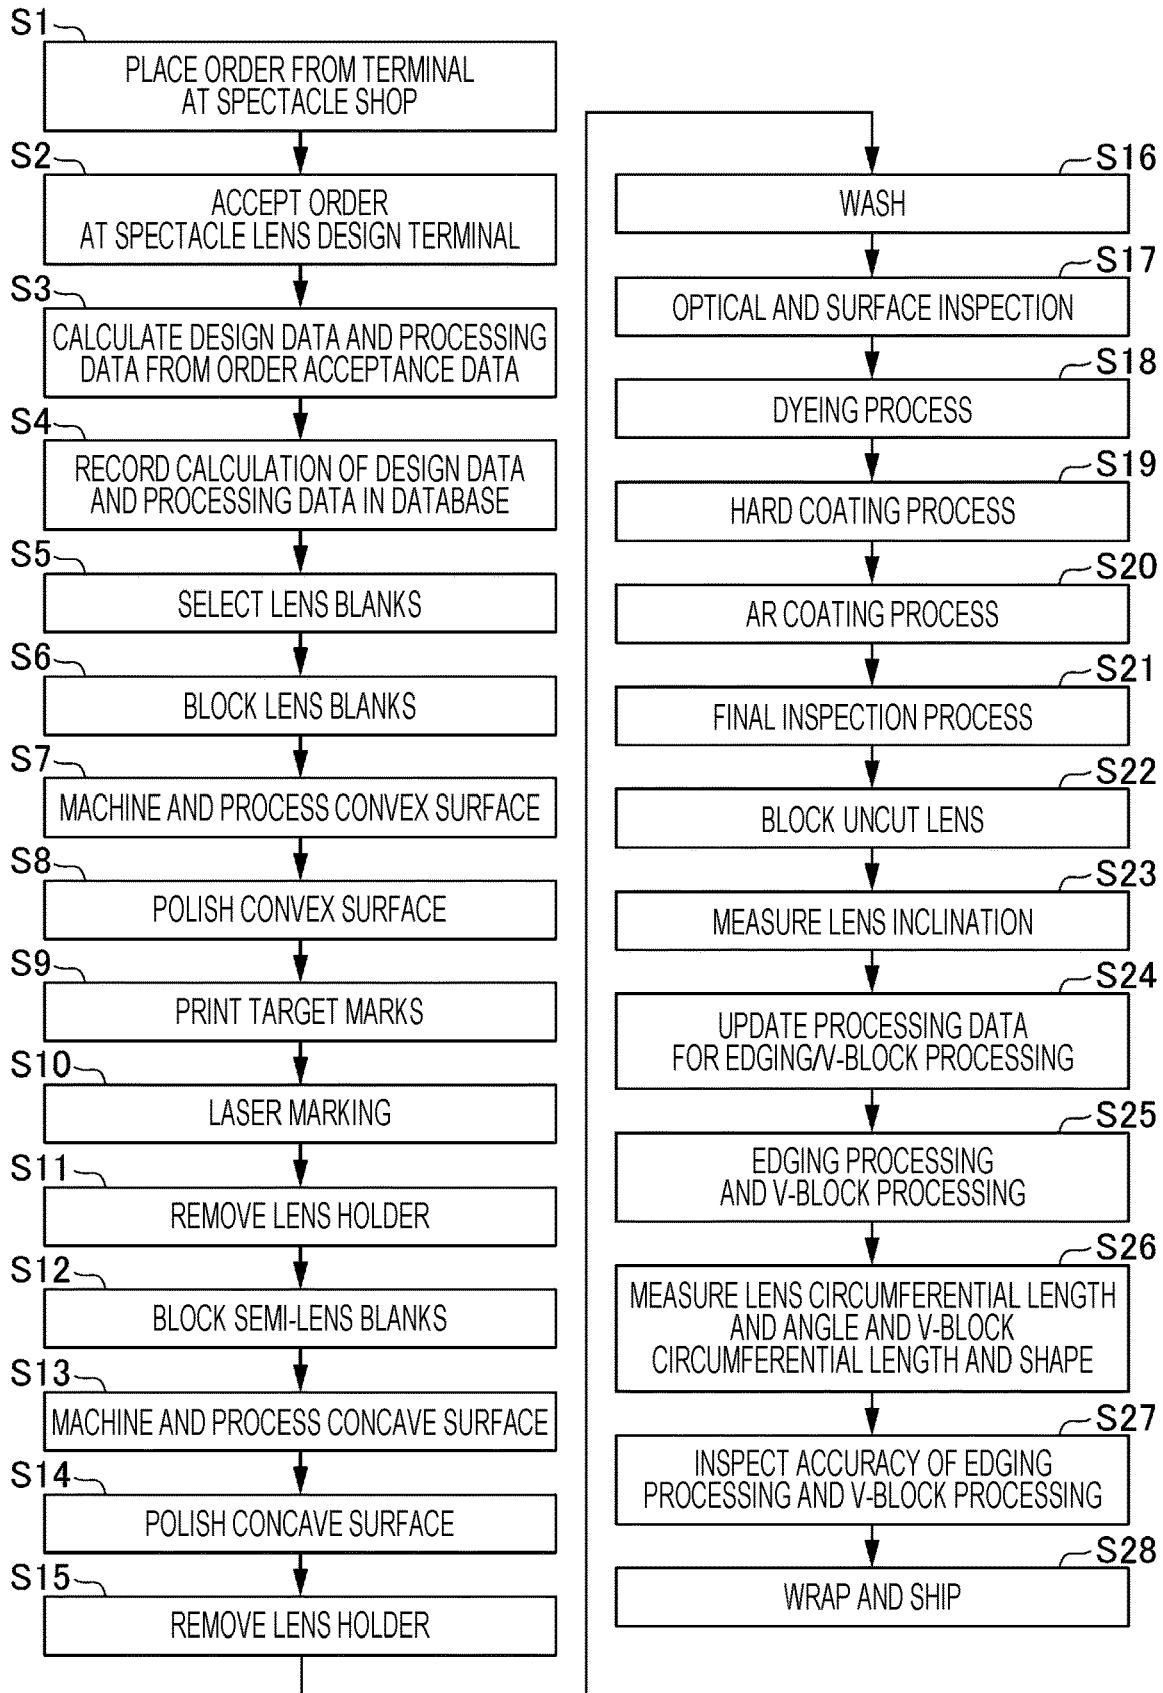 S1
PLACE ORDER FROM TERMINAL
AT SPECTACLE SHOP
S2
ACCEPT ORDER
AT SPECTACLE LENS DESIGN TERMINAL
S3
CALCULATE DESIGN DATA AND PROCESSING
DATA FROM ORDER ACCEPTANCE DATA
S4
RECORD CALCULATION OF DESIGN DATA
AND PROCESSING DATA IN DATABASE
S5
SELECT LENS BLANKS
S6
BLOCK LENS BLANKS
S7
MACHINE AND PROCESS CONVEX SURFACE
S8
POLISH CONVEX SURFACE
S9
PRINT TARGET MARKS
S10
LASER MARKING
S11
REMOVE LENS HOLDER
S12
BLOCK SEMI-LENS BLANKS
S13
MACHINE AND PROCESS CONCAVE SURFACE
S14
POLISH CONCAVE SURFACE
S15
REMOVE LENS HOLDER
S16
WASH
S17
OPTICAL AND SURFACE INSPECTION
S18
DYEING PROCESS
S19
HARD COATING PROCESS
S20
AR COATING PROCESS
S21
FINAL INSPECTION PROCESS
S22
BLOCK UNCUT LENS
S23
MEASURE LENS INCLINATION
S24
UPDATE PROCESSING DATA
FOR EDGING/V-BLOCK PROCESSING
S25
EDGING PROCESSING
AND V-BLOCK PROCESSING
S26
MEASURE LENS CIRCUMFERENTIAL LENGTH
AND ANGLE AND V-BLOCK
CIRCUMFERENTIAL LENGTH AND SHAPE
S27
INSPECT ACCURACY OF EDGING
PROCESSING AND V-BLOCK PROCESSING
S28
WRAP AND SHIP